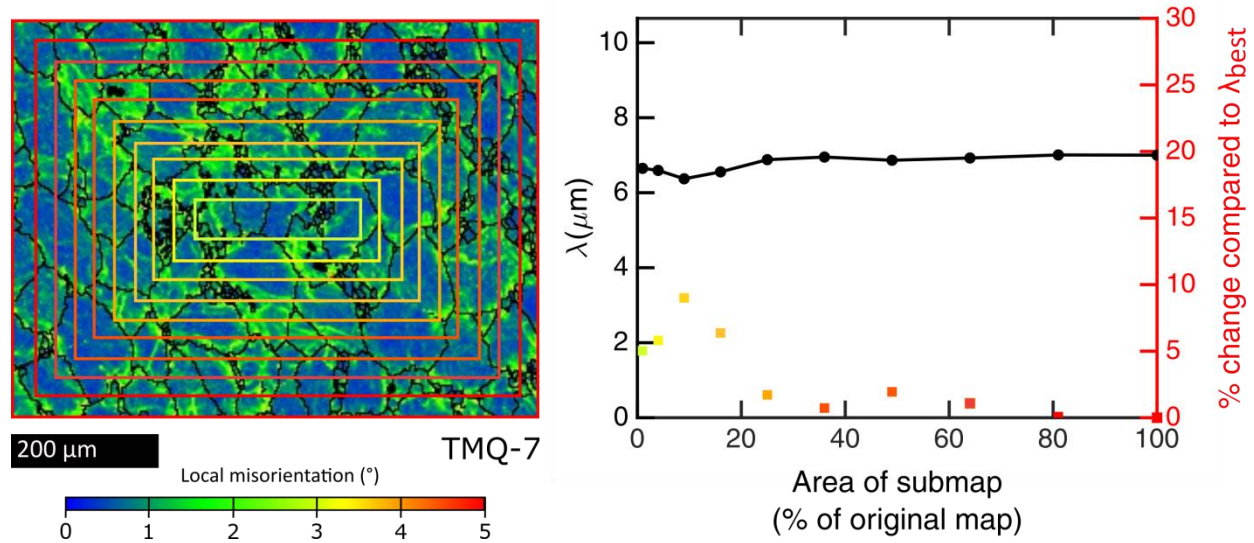 200 μm
TMQ-7
Local misorientation (°)
0 1 2 3 4 5
10
8
6
4
2
0
λ(μm)
0 20 40 60 80 100
Area of submap
(% of original map)
30
25
20
15
10
5
0
% change compared to λbest